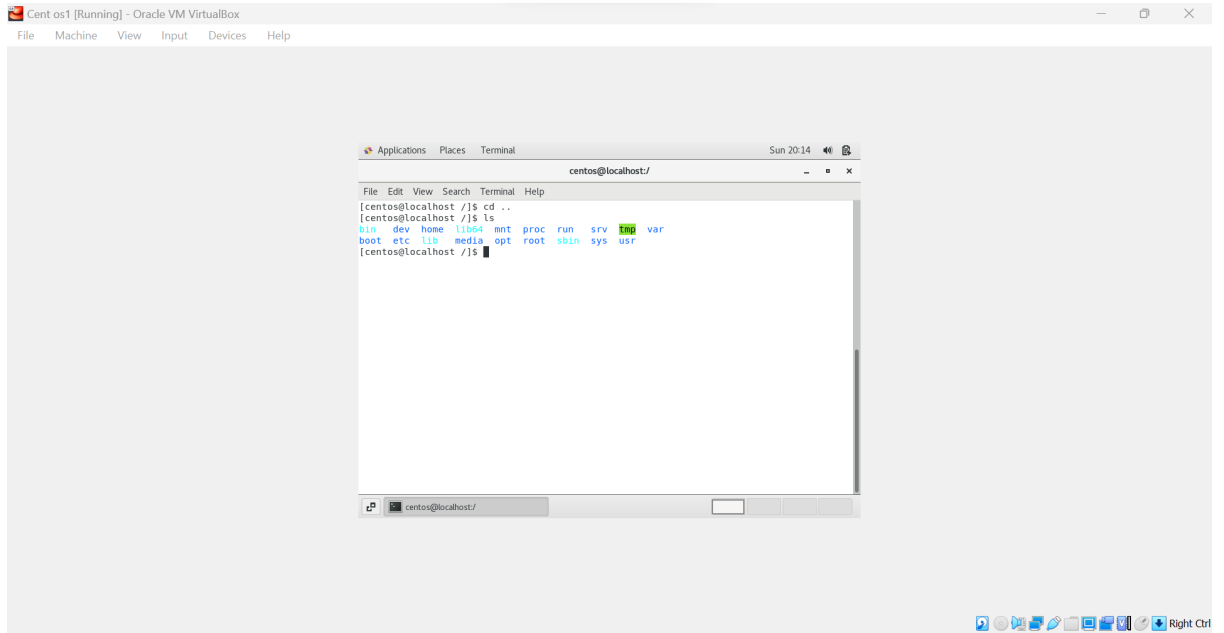 Cent os1 [Running] - Oracle VM VirtualBox
File Machine View Input Devices Help
Applications Places Terminal Sun 20:14
centos@localhost:/
File Edit View Search Terminal Help
[centos@localhost /]$ cd ..
[centos@localhost /]$ ls
bin dev home lib64 mnt proc run srv tmp var
boot etc lib media opt root sbin sys usr
[centos@localhost /]$
centos@localhost:/
Right Ctrl